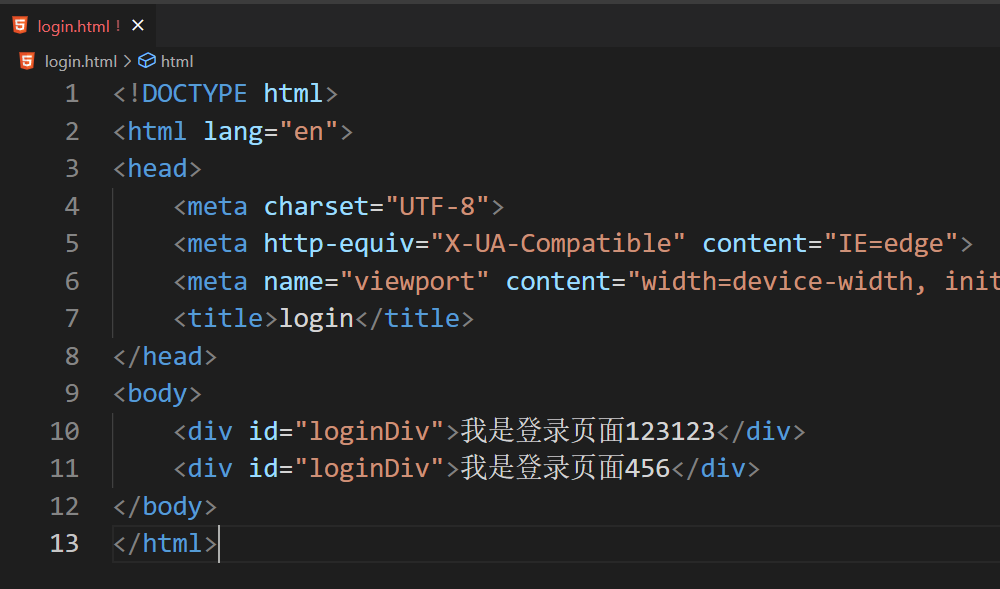 login.html !
login.html > html
1 <!DOCTYPE html>
2 <html lang="en">
3 <head>
4 <meta charset="UTF-8">
5 <meta http-equiv="X-UA-Compatible" content="IE=edge">
6 <meta name="viewport" content="width=device-width, init
7 <title>login</title>
8 </head>
9 <body>
10 <div id="loginDiv">我是登录页面123123</div>
11 <div id="loginDiv">我是登录页面456</div>
12 </body>
13 </html>